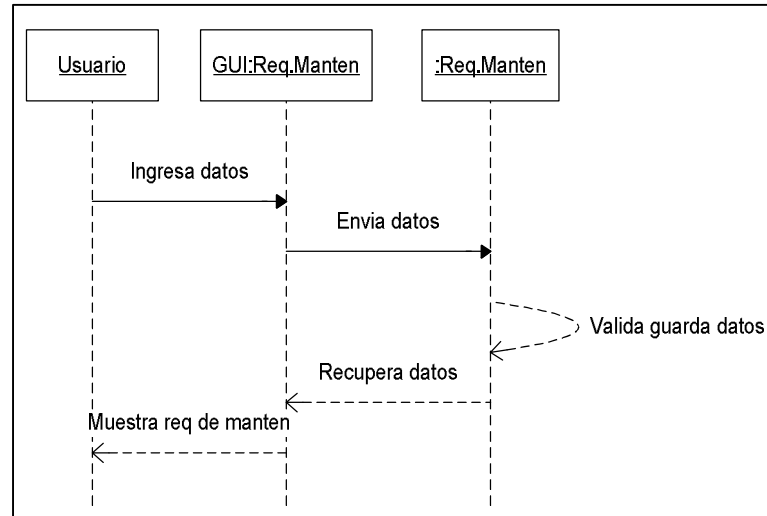 Usuario
GUI:Req.Manten
:Req.Manten
Ingresa datos
Envia datos
Valida guarda datos
Recupera datos
Muestra req de manten